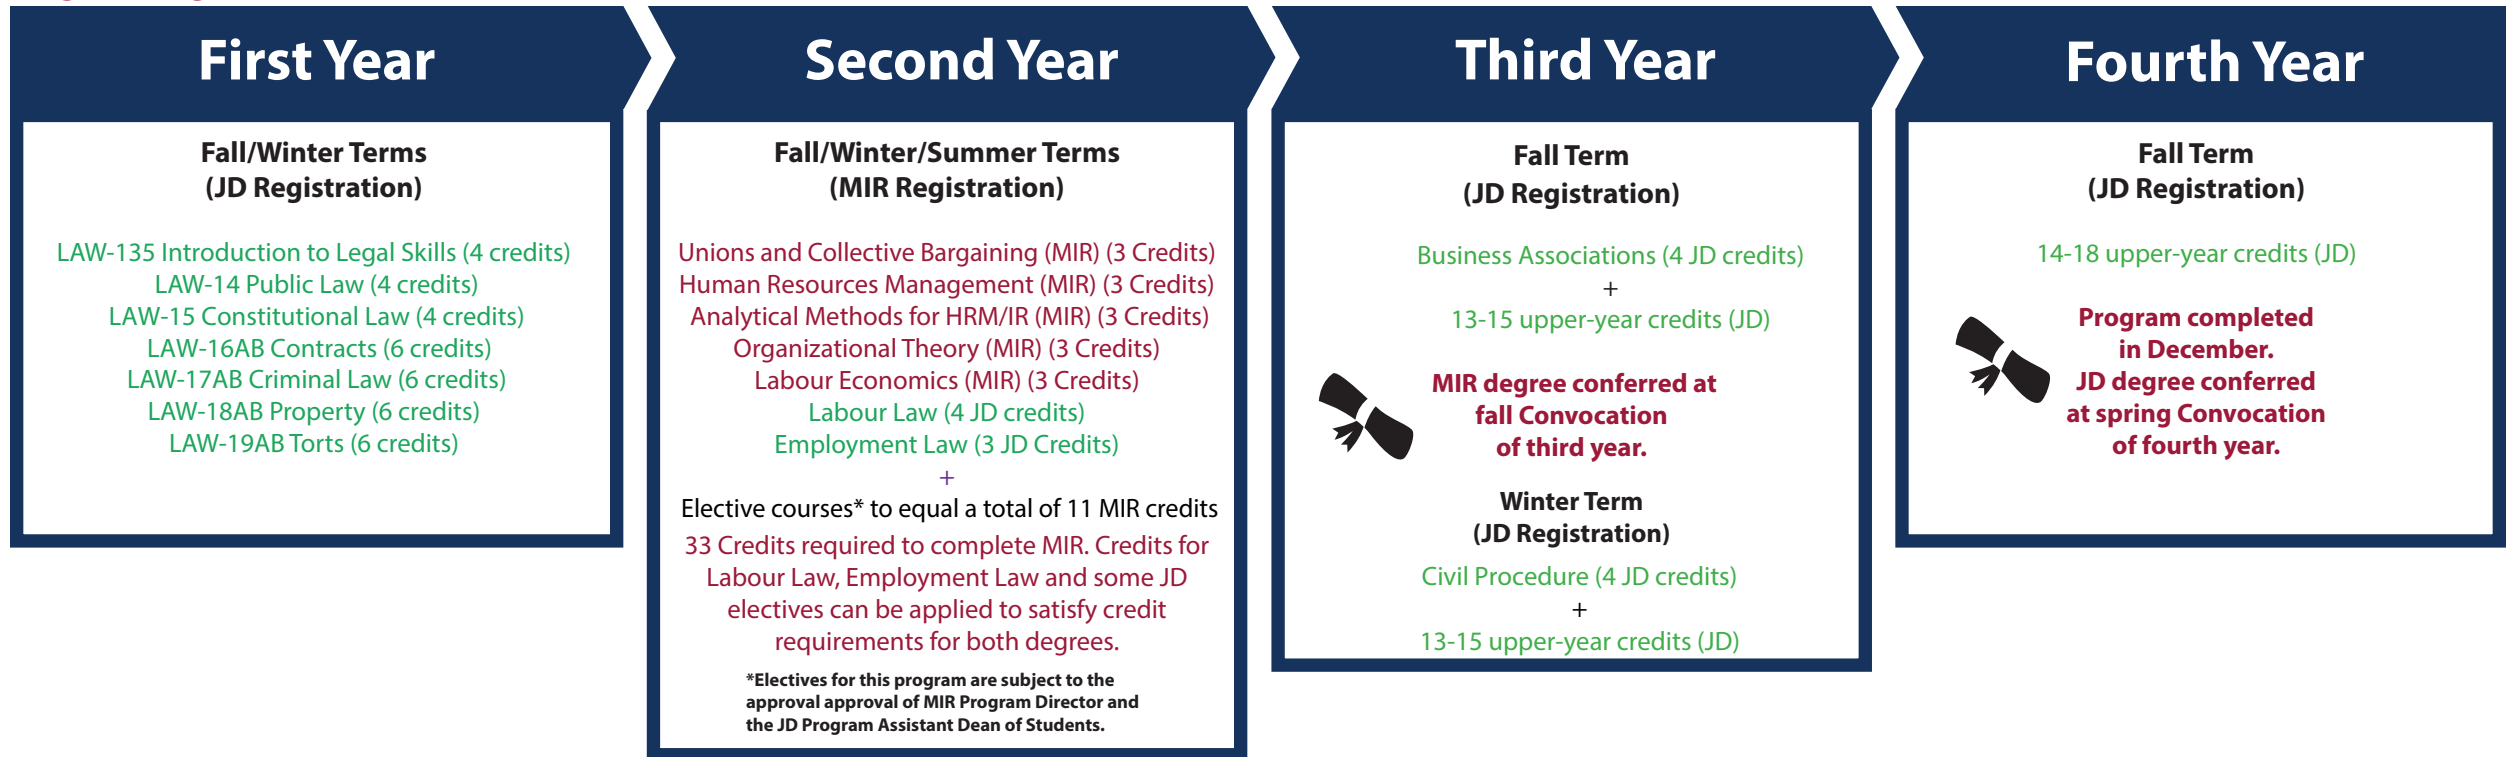 First Year
Fall/Winter Terms
(JD Registration)
LAW-135 Introduction to Legal Skills (4 credits)
LAW-14 Public Law (4 credits)
LAW-15 Constitutional Law (4 credits)
LAW-16AB Contracts (6 credits)
LAW-17AB Criminal Law (6 credits)
LAW-18AB Property (6 credits)
LAW-19AB Torts (6 credits)
Second Year
Fall/Winter/Summer Terms
(MIR Registration)
Unions and Collective Bargaining (MIR) (3 Credits)
Human Resources Management (MIR) (3 Credits)
Analytical Methods for HRM/IR (MIR) (3 Credits)
Organizational Theory (MIR) (3 Credits)
Labour Economics (MIR) (3 Credits)
Labour Law (4 JD credits)
Employment Law (3 JD Credits)
+
Elective courses* to equal a total of 11 MIR credits
33 Credits required to complete MIR. Credits for
Labour Law, Employment Law and some JD
electives can be applied to satisfy credit
requirements for both degrees.
*Electives for this program are subject to the
approval approval of MIR Program Director and
the JD Program Assistant Dean of Students.
Third Year
Fall Term
(JD Registration)
Business Associations (4 JD credits)
+
13-15 upper-year credits (JD)
MIR degree conferred at
fall Convocation
of third year.
Winter Term
(JD Registration)
Civil Procedure (4 JD credits)
+
13-15 upper-year credits (JD)
Fourth Year
Fall Term
(JD Registration)
14-18 upper-year credits (JD)
Program completed
in December.
JD degree conferred
at spring Convocation
of fourth year.